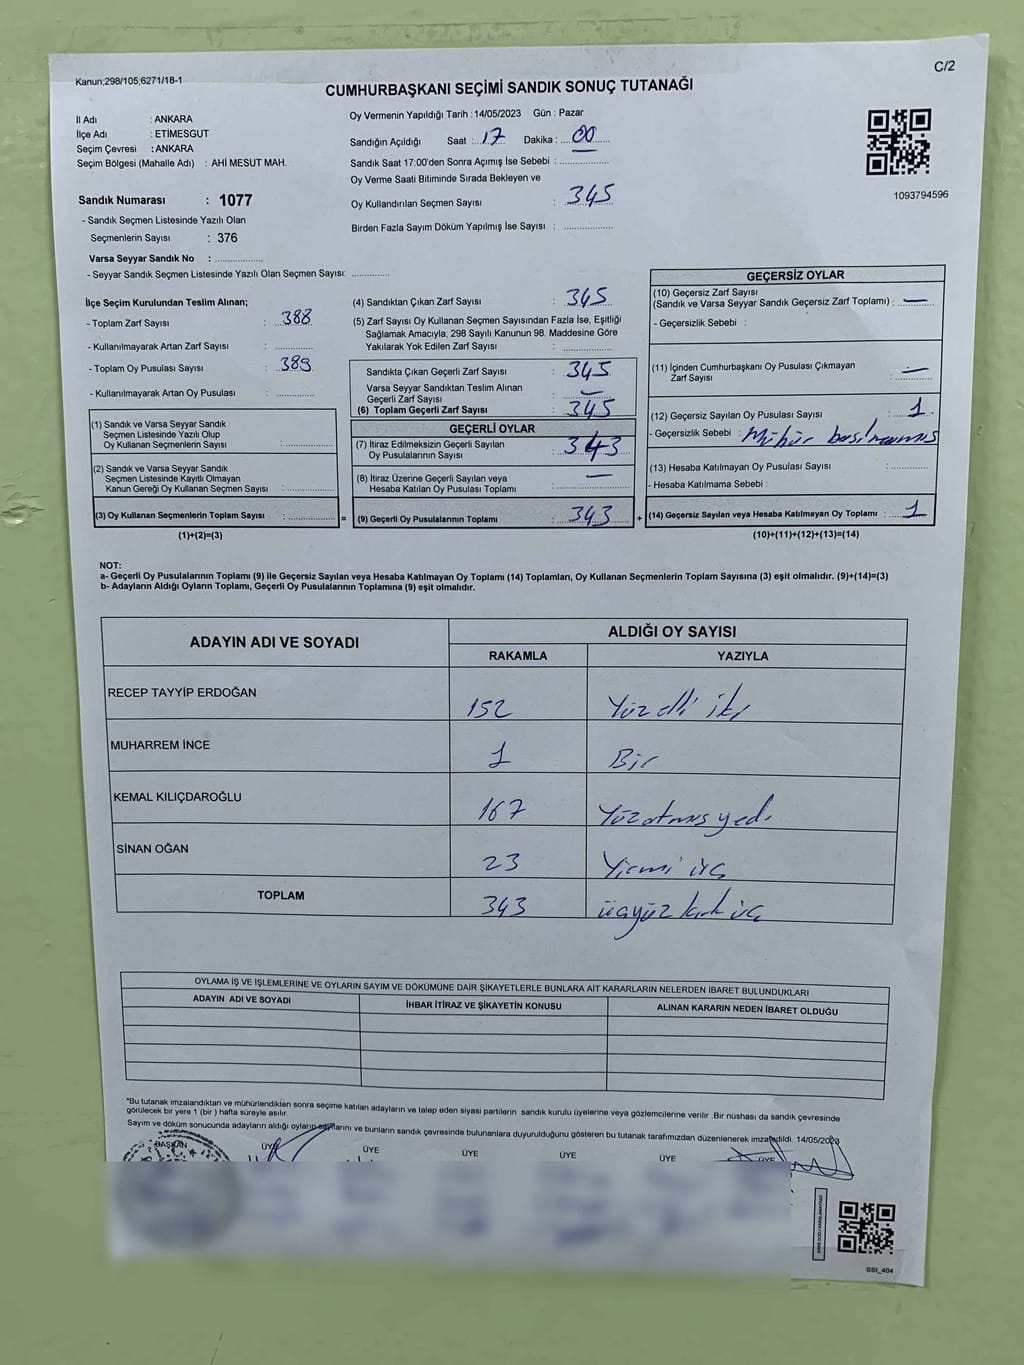 Kanun;298/105,6271/18-1
C/2
CUMHURBAŞKANI SEÇİMİ SANDIK SONUÇ TUTANAĞI
İl Adı : ANKARA
İlçe Adı : ETİMESGUT
Seçim Çevresi : ANKARA
Seçim Bölgesi (Mahalle Adı) : AHİ MESUT MAH.
Oy Vermenin Yapıldığı Tarih : 14/05/2023 Gün : Pazar
Sandığın Açıldığı Saat : 17 Dakika : 00
Sandık Saat 17:00'den Sonra Açımış İse Sebebi :
Oy Verme Saati Bitiminde Sırada Bekleyen ve
Oy Kullandırılan Seçmen Sayısı : 345
Birden Fazla Sayım Döküm Yapılmış İse Sayısı :
1093794596
Sandık Numarası : 1077
- Sandık Seçmen Listesinde Yazılı Olan
Seçmenlerin Sayısı : 376
Varsa Seyyar Sandık No :
- Seyyar Sandık Seçmen Listesinde Yazılı Olan Seçmen Sayısı:
İlçe Seçim Kurulundan Teslim Alınan;
- Toplam Zarf Sayısı : 388
- Kullanılmayarak Artan Zarf Sayısı :
- Toplam Oy Pusulası Sayısı : 389
- Kullanılmayarak Artan Oy Pusulası :
(1) Sandık ve Varsa Seyyar Sandık
Seçmen Listesinde Yazılı Olup
Oy Kullanan Seçmenlerin Sayısı :
(2) Sandık ve Varsa Seyyar Sandık
Seçmen Listesinde Kayıtlı Olmayan
Kanun Gereği Oy Kullanan Seçmen Sayısı :
(3) Oy Kullanan Seçmenlerin Toplam Sayısı :
(1)+(2)=(3)
(4) Sandıktan Çıkan Zarf Sayısı : 345
(5) Zarf Sayısı Oy Kullanan Seçmen Sayısından Fazla İse, Eşitliği
Sağlamak Amacıyla, 298 Sayılı Kanunun 98. Maddesine Göre
Yakılarak Yok Edilen Zarf Sayısı :
Sandıkta Çıkan Geçerli Zarf Sayısı : 345
Varsa Seyyar Sandıktan Teslim Alınan
Geçerli Zarf Sayısı : —
(6) Toplam Geçerli Zarf Sayısı : 345
GEÇERLİ OYLAR
(7) İtiraz Edilmeksizin Geçerli Sayılan
Oy Pusulalarının Sayısı : 343
(8) İtiraz Üzerine Geçerli Sayılan veya
Hesaba Katılan Oy Pusulası Toplamı : —
= (9) Geçerli Oy Pusulalarının Toplamı : 343 +
GEÇERSİZ OYLAR
(10) Geçersiz Zarf Sayısı
(Sandık ve Varsa Seyyar Sandık Geçersiz Zarf Toplamı) : —
- Geçersizlik Sebebi :
(11) İçinden Cumhurbaşkanı Oy Pusulası Çıkmayan
Zarf Sayısı : —
(12) Geçersiz Sayılan Oy Pusulası Sayısı : 1
- Geçersizlik Sebebi : Mühür basılmamış
(13) Hesaba Katılmayan Oy Pusulası Sayısı :
- Hesaba Katılmama Sebebi :
(14) Geçersiz Sayılan veya Hesaba Katılmayan Oy Toplamı : 1
(10)+(11)+(12)+(13)=(14)
NOT:
a- Geçerli Oy Pusulalarının Toplamı (9) ile Geçersiz Sayılan veya Hesaba Katılmayan Oy Toplamı (14) Toplamları, Oy Kullanan Seçmenlerin Toplam Sayısına (3) eşit olmalıdır. (9)+(14)=(3)
b- Adayların Aldığı Oyların Toplamı, Geçerli Oy Pusulalarının Toplamına (9) eşit olmalıdır.
ADAYIN ADI VE SOYADI
ALDIĞI OY SAYISI
RAKAMLA YAZIYLA
RECEP TAYYİP ERDOĞAN 152 Yüz elli iki
MUHARREM İNCE 1 Bir
KEMAL KILIÇDAROĞLU 167 Yüzatmış yedi
SİNAN OĞAN 23 Yirmi üç
TOPLAM 343 üçyüz kırk üç
OYLAMA İŞ VE İŞLEMLERİNE VE OYLARIN SAYIM VE DÖKÜMÜNE DAİR ŞİKAYETLERLE BUNLARA AİT KARARLARIN NELERDEN İBARET BULUNDUKLARI
ADAYIN ADI VE SOYADI İHBAR İTİRAZ VE ŞİKAYETİN KONUSU ALINAN KARARIN NEDEN İBARET OLDUĞU
*Bu tutanak imzalandıktan ve mühürlendikten sonra seçime katılan adayların ve talep eden siyasi partilerin sandık kurulu üyelerine veya gözlemcilerine verilir .Bir nüshası da sandık çevresinde
görülecek bir yere 1 (bir ) hafta süreyle asılır.
Sayım ve döküm sonucunda adayların aldığı oyların sayılarını ve bunların sandık çevresinde bulunanlara duyurulduğunu gösteren bu tutanak tarafımızdan düzenlenerek imzaladildi. 14/05/2023
BAŞKAN ÜYE ÜYE ÜYE ÜYE ÜYE ÜYE
SSI_404